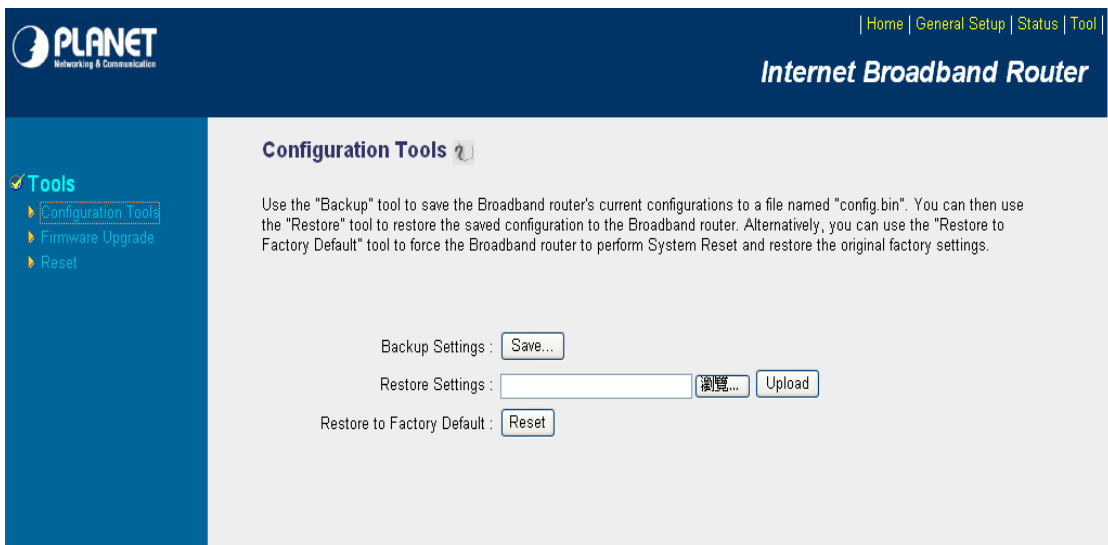 PLANET
Networking & Communication
| Home | General Setup | Status | Tool |
Internet Broadband Router
Tools
Configuration Tools
Firmware Upgrade
Reset
Configuration Tools
Use the "Backup" tool to save the Broadband router's current configurations to a file named "config.bin". You can then use
the "Restore" tool to restore the saved configuration to the Broadband router. Alternatively, you can use the "Restore to
Factory Default" tool to force the Broadband router to perform System Reset and restore the original factory settings.
Backup Settings : Save...
Restore Settings : 瀏覽... Upload
Restore to Factory Default : Reset